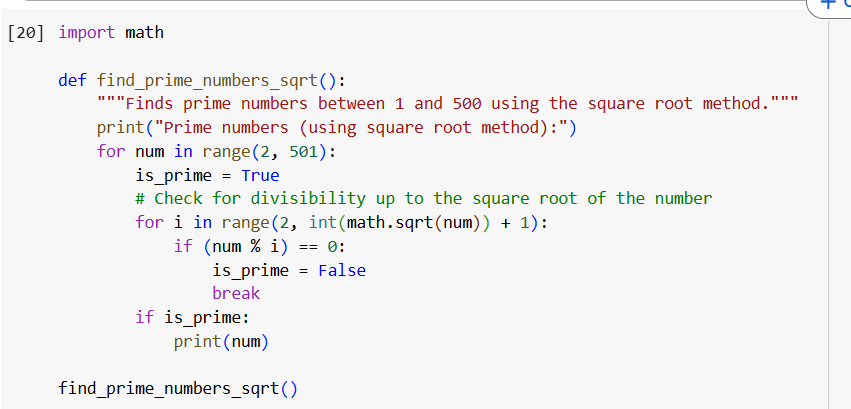 [20] import math
def find_prime_numbers_sqrt():
"""Finds prime numbers between 1 and 500 using the square root method."""
print("Prime numbers (using square root method):")
for num in range(2, 501):
is_prime = True
# Check for divisibility up to the square root of the number
for i in range(2, int(math.sqrt(num)) + 1):
if (num % i) == 0:
is_prime = False
break
if is_prime:
print(num)
find_prime_numbers_sqrt()